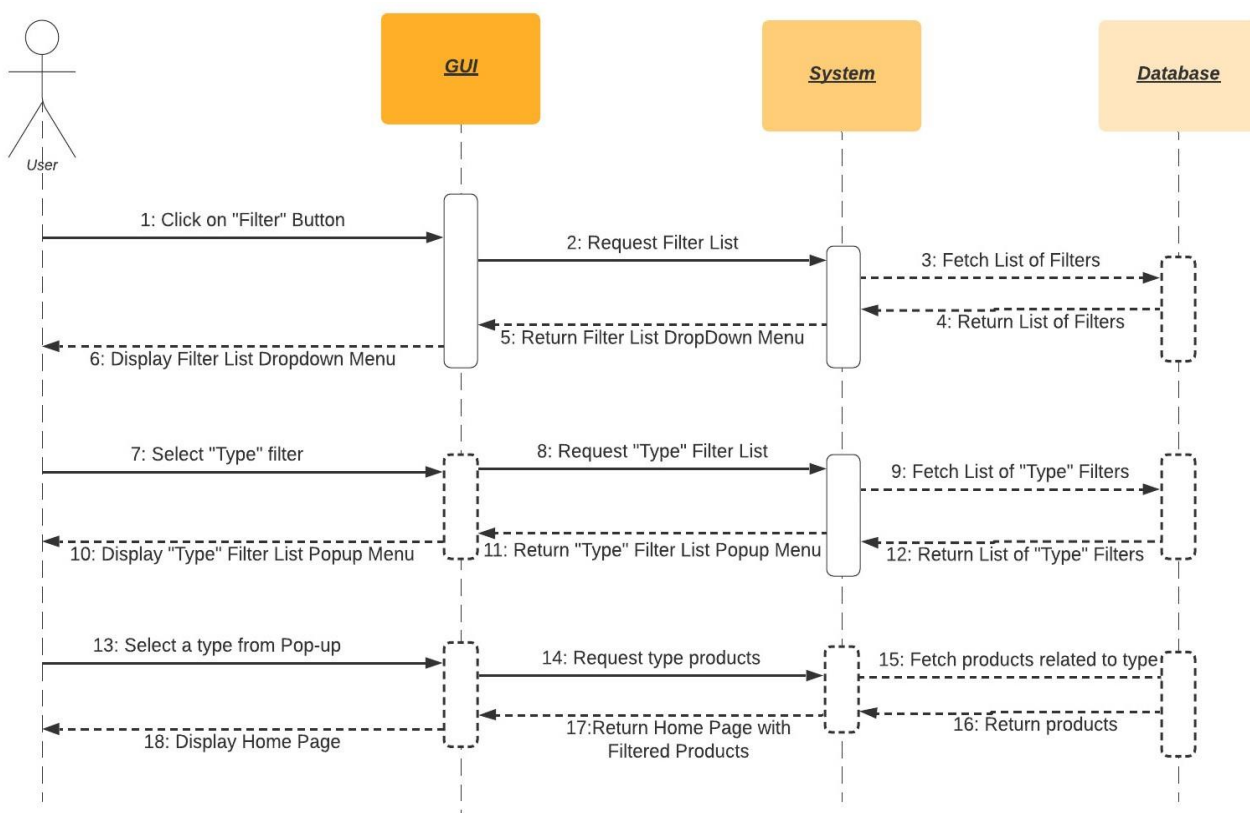 GUI
System
Database
User
1: Click on "Filter" Button
2: Request Filter List
3: Fetch List of Filters
4: Return List of Filters
5: Return Filter List DropDown Menu
6: Display Filter List Dropdown Menu
7: Select "Type" filter
8: Request "Type" Filter List
9: Fetch List of "Type" Filters
10: Display "Type" Filter List Popup Menu
11: Return "Type" Filter List Popup Menu
12: Return List of "Type" Filters
13: Select a type from Pop-up
14: Request type products
15: Fetch products related to type
16: Return products
17:Return Home Page with
Filtered Products
18: Display Home Page